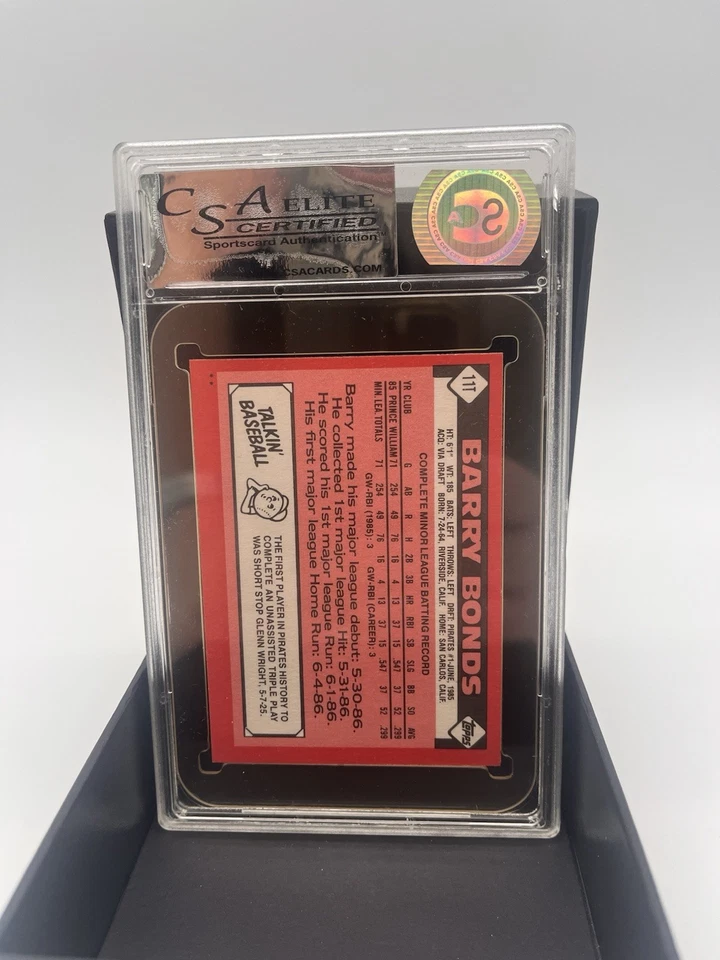 CSA ELITE
CERTIFIED
Sportscard Authentication
CSACARDS.COM
11T
BARRY BONDS
TOPPS
HT: 6'1" WT: 185 BATS: LEFT THROWS: LEFT DRFT: PIRATES #1-JUNE, 1985
ACQ: VIA DRAFT BORN: 7-24-64, RIVERSIDE, CALIF. HOME: SAN CARLOS, CALIF.
COMPLETE MINOR LEAGUE BATTING RECORD
YR CLUB G AB R H 2B 3B HR RBI SB SLG BB SO AVG
85 PRINCE WILLIAM 71 254 49 76 16 4 13 37 15 .547 37 52 .299
MIN. LEA. TOTALS 71 254 49 76 16 4 13 37 15 .547 37 52 .299
GW-RBI (1985): 3 GW-RBI (CAREER): 3
Barry made his major league debut: 5-30-86.
He collected 1st major league Hit: 5-31-86.
He scored his 1st major league Run: 6-1-86.
His first major league Home Run: 6-4-86.
TALKIN'
BASEBALL
THE FIRST PLAYER IN PIRATES HISTORY TO
COMPLETE AN UNASSISTED TRIPLE PLAY
WAS SHORT STOP GLENN WRIGHT, 5-7-25.
**